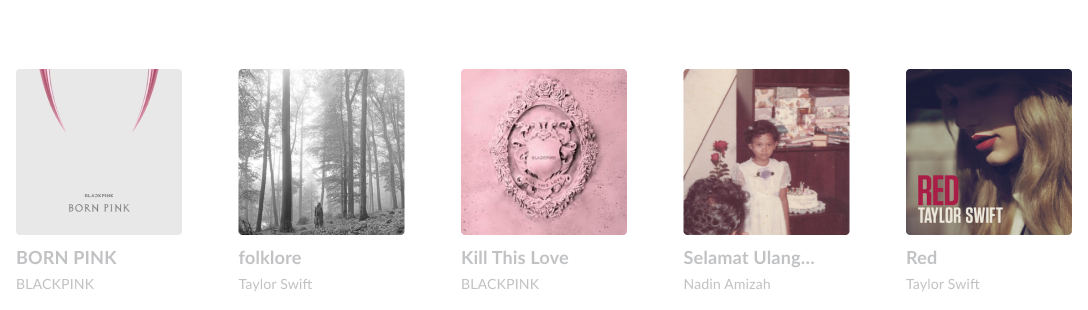 BLACKPINK
BORN PINK
BLACKPINK
RED
TAYLOR SWIFT
BORN PINK
folklore
Kill This Love
Selamat Ulang...
Red
BLACKPINK
Taylor Swift
BLACKPINK
Nadin Amizah
Taylor Swift